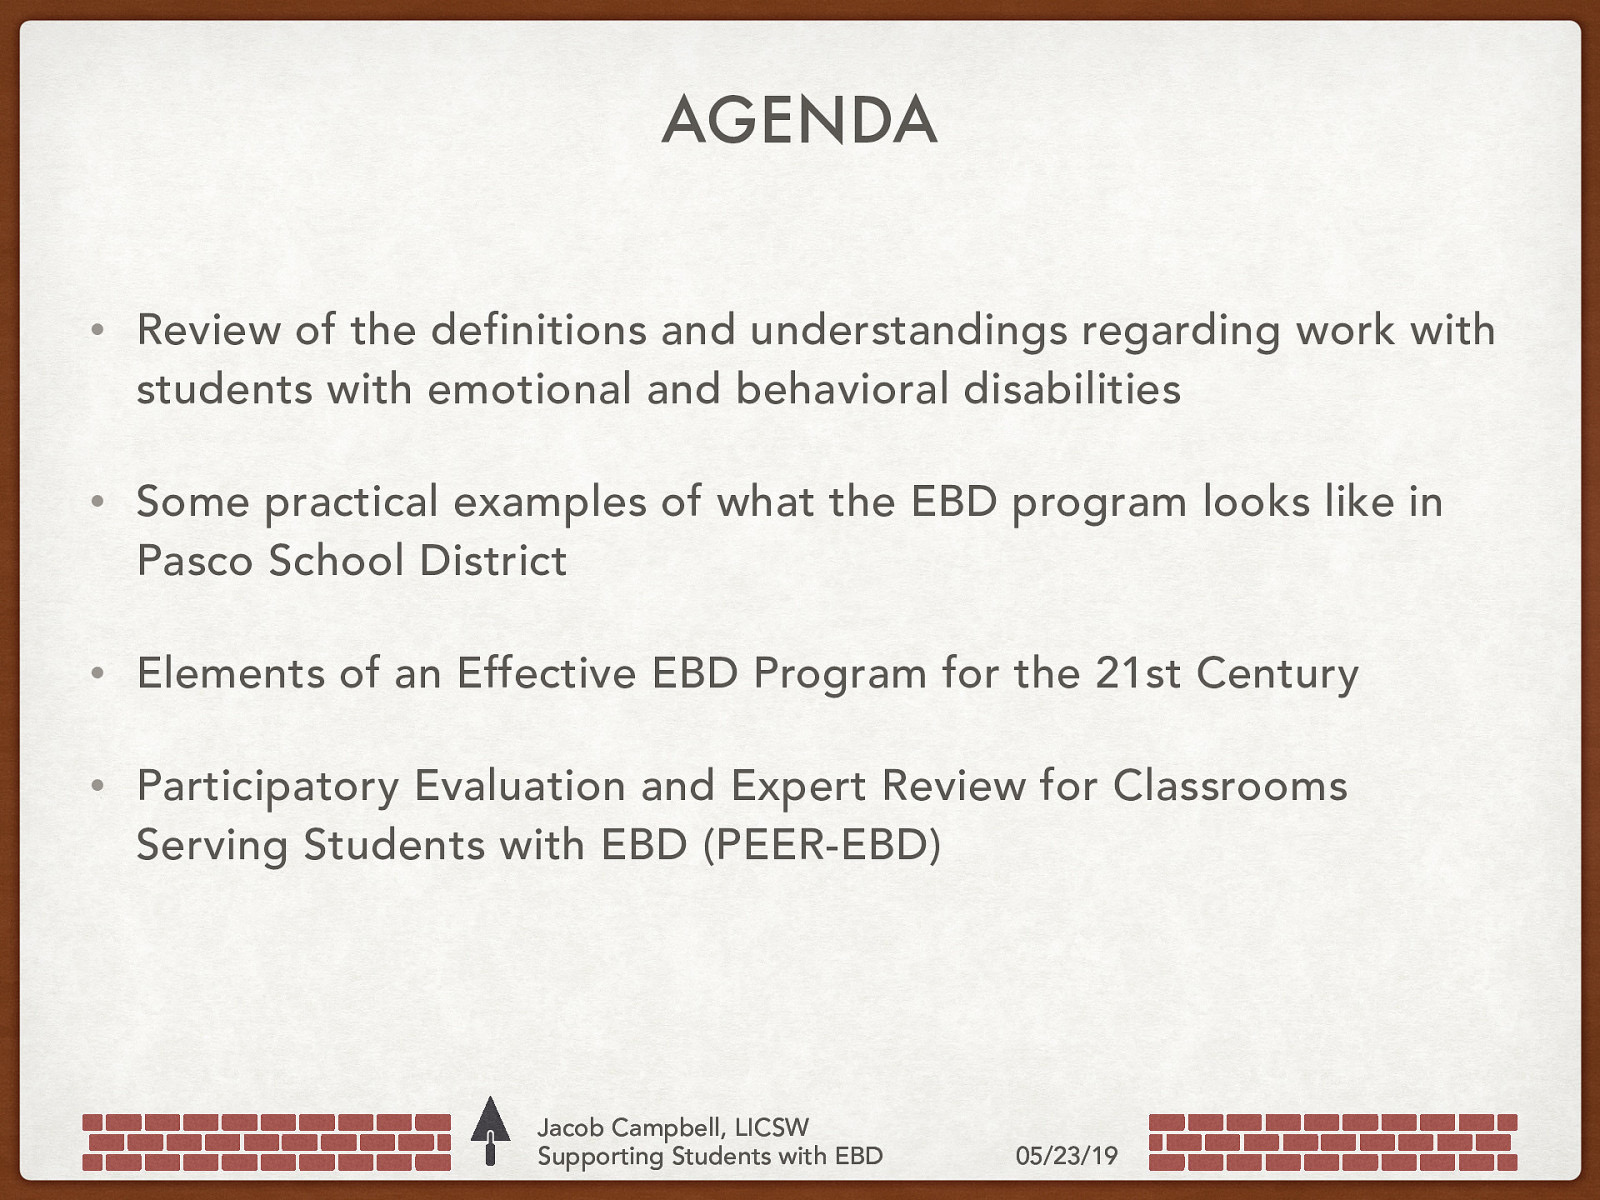 AGENDA
• Review of the definitions and understandings regarding work with
students with emotional and behavioral disabilities
• Some practical examples of what the EBD program looks like in
Pasco School District
• Elements of an Effective EBD Program for the 21st Century
• Participatory Evaluation and Expert Review for Classrooms
Serving Students with EBD (PEER-EBD)
Jacob Campbell, LICSW
Supporting Students with EBD 05/23/19